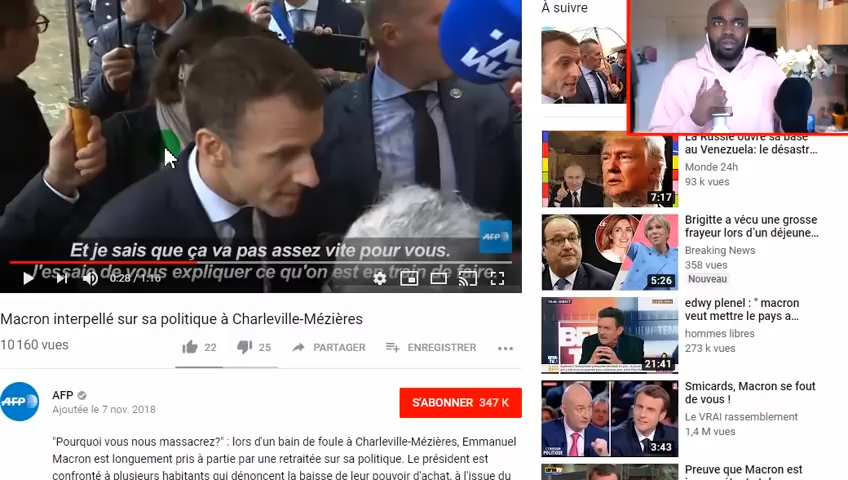 BFM
TV.
Et je sais que ça va pas assez vite pour vous.
J'essaie de vous expliquer ce qu'on est en train de faire
AFP
0:28 / 1:16
Macron interpellé sur sa politique à Charleville-Mézières
10 160 vues
22
25
PARTAGER
ENREGISTRER
AFP
AFP
Ajoutée le 7 nov. 2018
S'ABONNER 347 K
"Pourquoi vous nous massacrez?" : lors d'un bain de foule à Charleville-Mézières, Emmanuel
Macron est longuement pris à partie par une retraitée sur sa politique. Le président est
confronté à plusieurs habitants qui dénoncent la baisse de leur pouvoir d'achat, à l'issue du
À suivre
La Russie ouvre sa base
au Venezuela: le désastr...
Monde 24h
93 k vues
7:17
Brigitte a vécu une grosse
frayeur lors d'un déjeune...
Breaking News
358 vues
Nouveau
5:26
edwy plenel : " macron
veut mettre le pays a...
hommes libres
273 k vues
21:41
Smicards, Macron se fout
de vous !
Le VRAI rassemblement
1,4 M vues
3:43
Preuve que Macron est